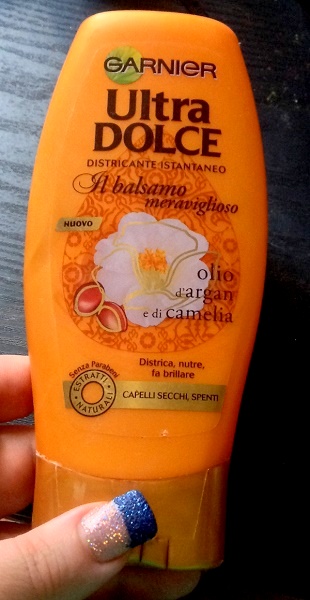 GARNIER
Ultra
DOLCE
DISTRICANTE ISTANTANEO
Il balsamo
meraviglioso
NUOVO
olio
d'argan
e di camelia
Districa, nutre,
fa brillare
Senza Parabeni
ESTRATTI
NATURALI
CAPELLI SECCHI, SPENTI